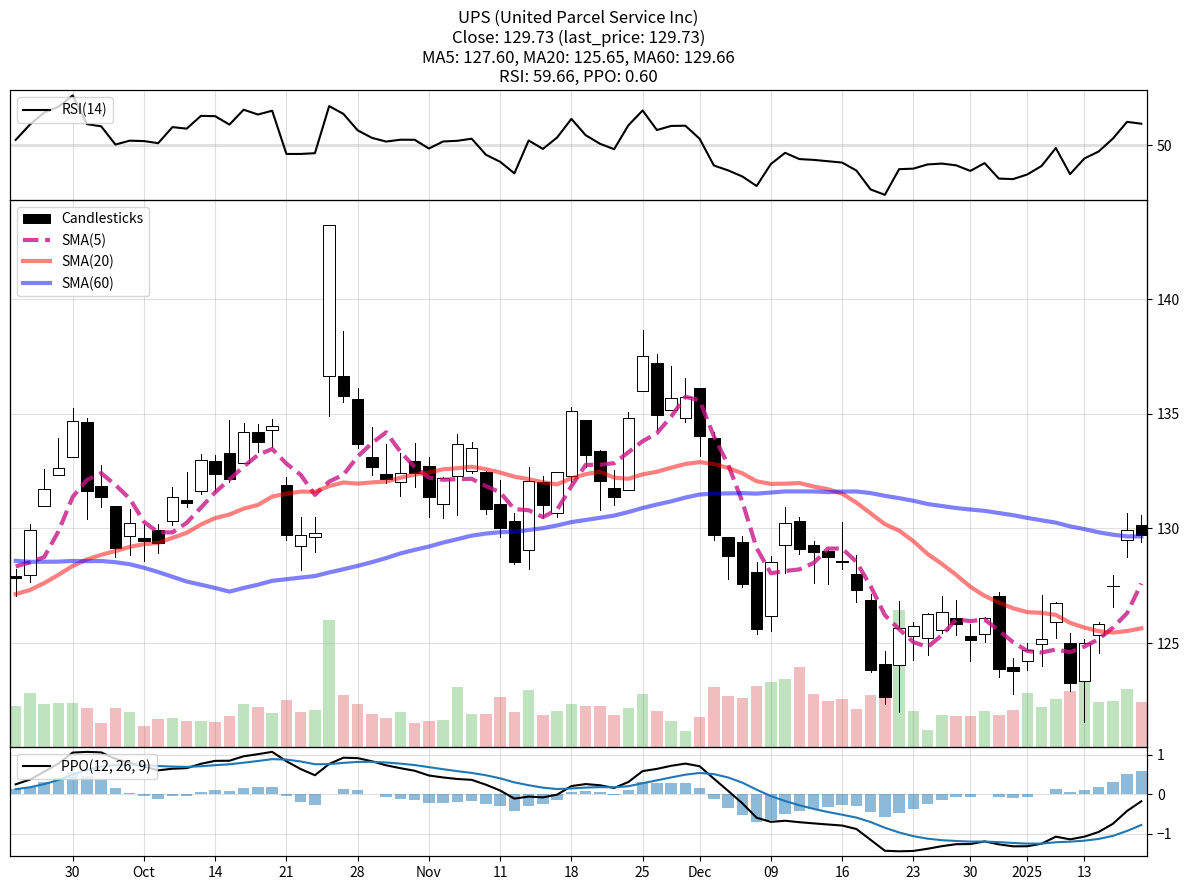 UPS (United Parcel Service Inc)
Close: 129.73 (last_price: 129.73)
MA5: 127.60, MA20: 125.65, MA60: 129.66
RSI: 59.66, PPO: 0.60
RSI(14)
50
Candlesticks
SMA(5)
SMA(20)
SMA(60)
140
135
130
125
PPO(12, 26, 9)
1
0
−1
30 Oct 14 21 28 Nov 11 18 25 Dec 09 16 23 30 2025 13